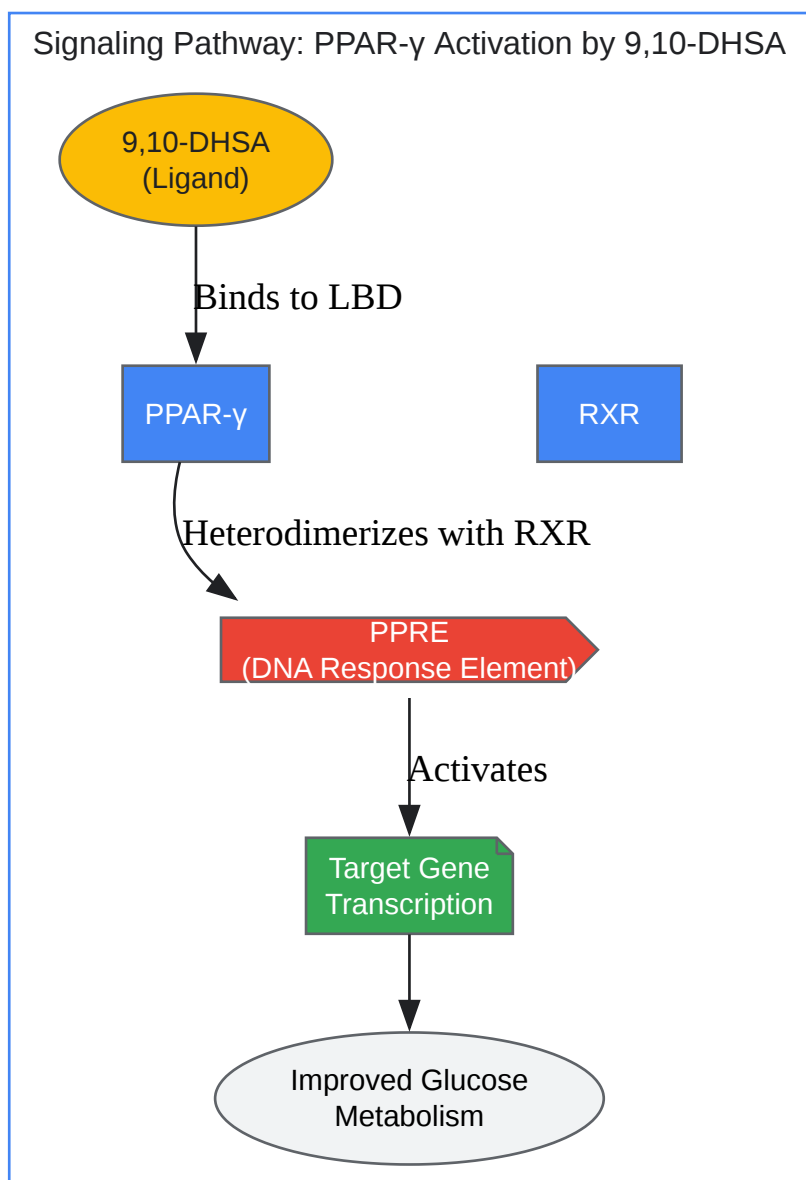 Signaling Pathway: PPAR-γ Activation by 9,10-DHSA
9,10-DHSA
(Ligand)
Binds to LBD
PPAR-γ
RXR
Heterodimerizes with RXR
PPRE
(DNA Response Element)
Activates
Target Gene
Transcription
Improved Glucose
Metabolism